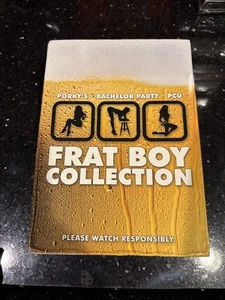 PORKY'S - BACHELOR PARTY - PCU
FRAT BOY
COLLECTION
PLEASE WATCH RESPONSIBLY